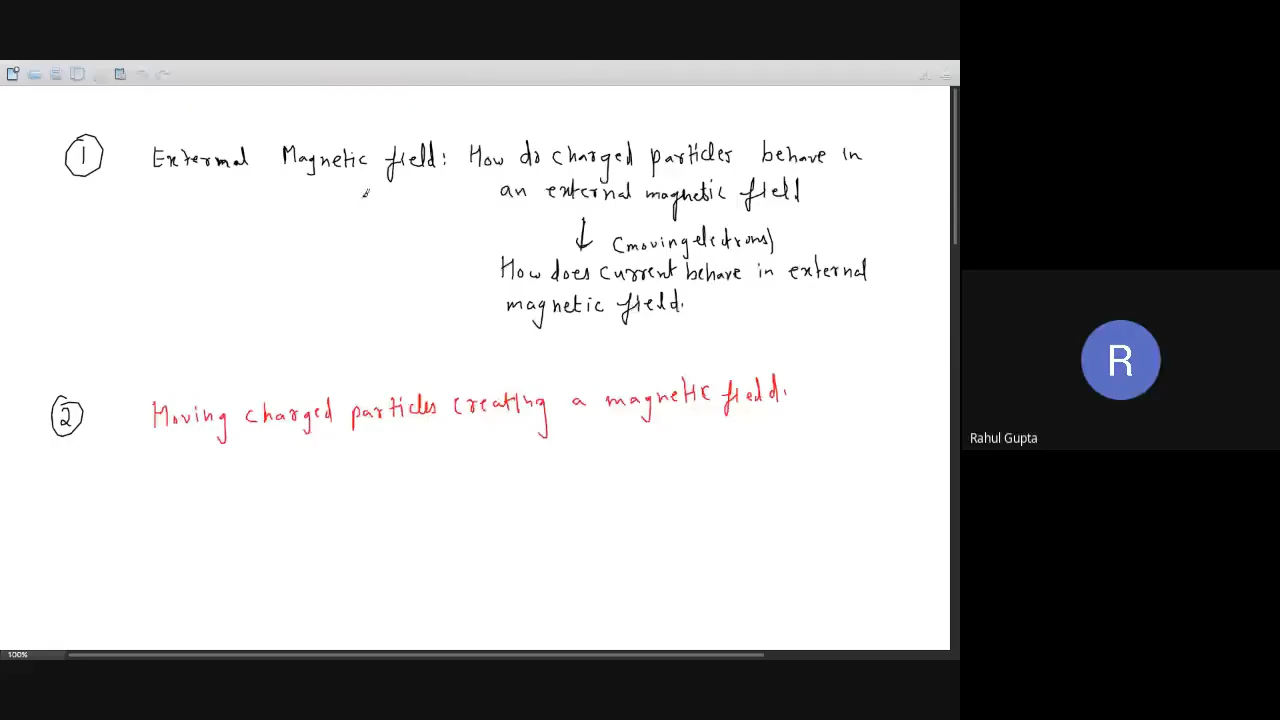 ① External Magnetic field: How do charged particles behave in
an external magnetic field
↓ (moving electrons)
How does current behave in external
magnetic field.
② Moving charged particles creating a magnetic field.
R
Rahul Gupta
100%